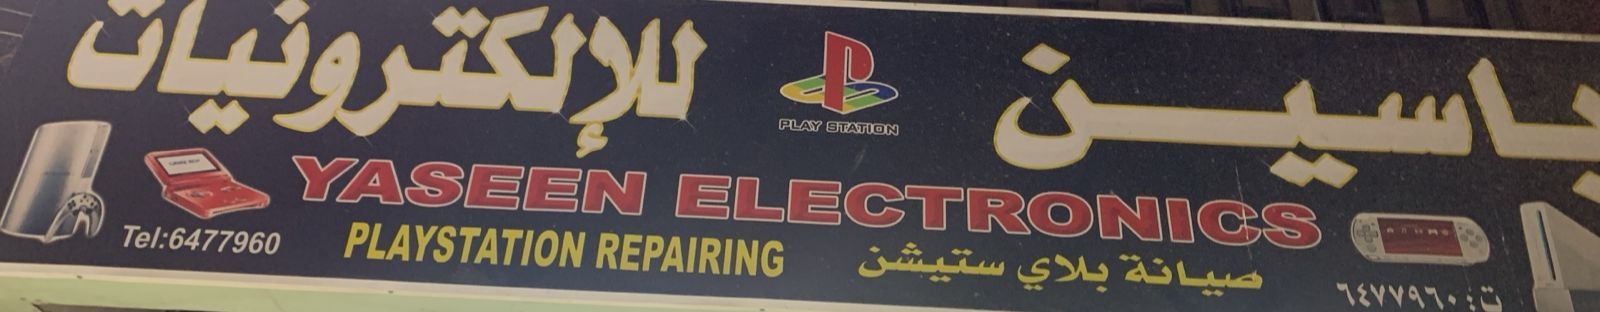 ياسين للإلكترونيات
PLAY STATION
YASEEN ELECTRONICS
PLAYSTATION REPAIRING
صيانة بلاي ستيشن
Tel:6477960
ت:٦٤٧٧٩٦٠